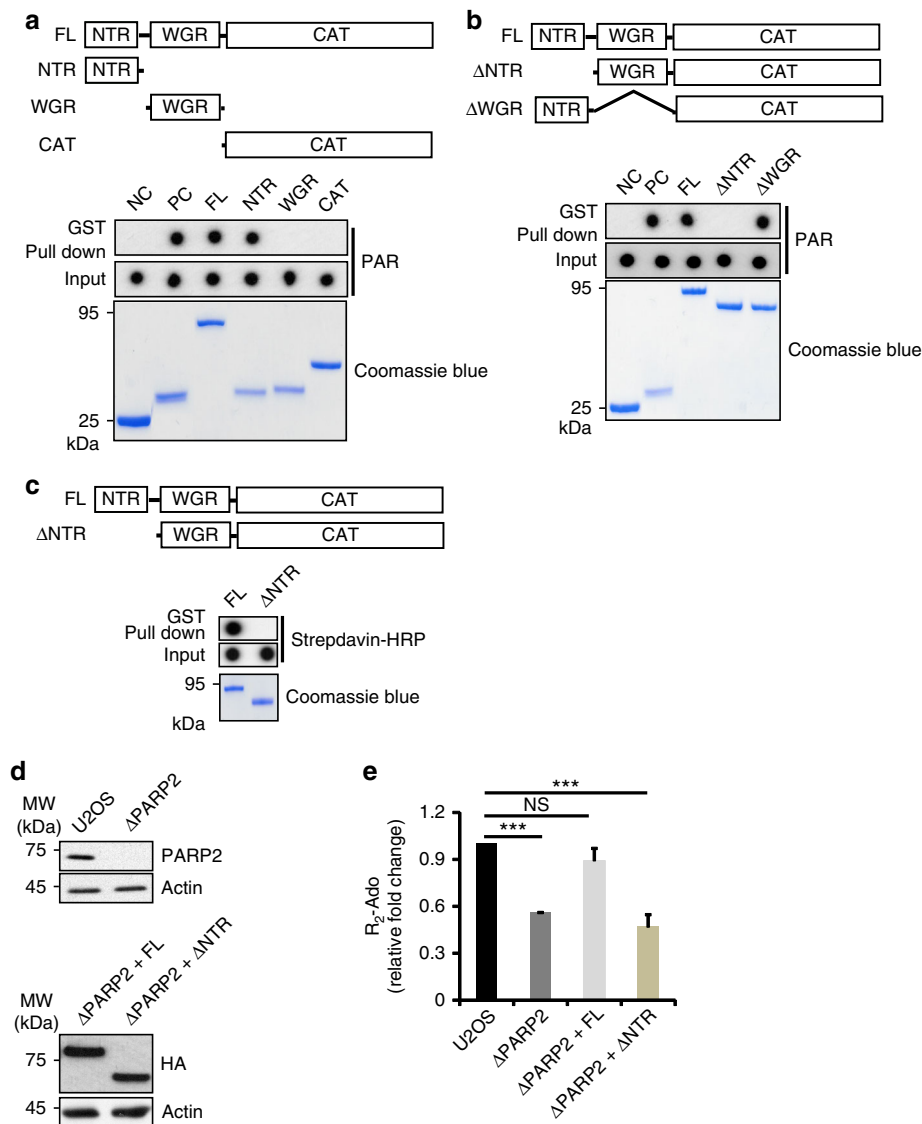 a
FL NTR WGR CAT
NTR NTR
WGR WGR
CAT CAT
NC PC FL NTR WGR CAT
GST
Pull down
Input
PAR
95
25
kDa
Coomassie blue
b
FL NTR WGR CAT
ΔNTR WGR CAT
ΔWGR NTR CAT
NC PC FL ΔNTR ΔWGR
GST
Pull down
Input
PAR
95
25
kDa
Coomassie blue
c
FL NTR WGR CAT
ΔNTR WGR CAT
FL ΔNTR
GST
Pull down
Input
Strepdavin-HRP
95
kDa
Coomassie blue
d
MW
(kDa)
U2OS ΔPARP2
75 PARP2
45 Actin
ΔPARP2 + FL ΔPARP2 + ΔNTR
MW
(kDa)
75 HA
45 Actin
e
***
NS
***
R2-Ado
(relative fold change)
1.2
0.9
0.6
0.3
0
U2OS ΔPARP2 ΔPARP2 + FL ΔPARP2 + ΔNTR